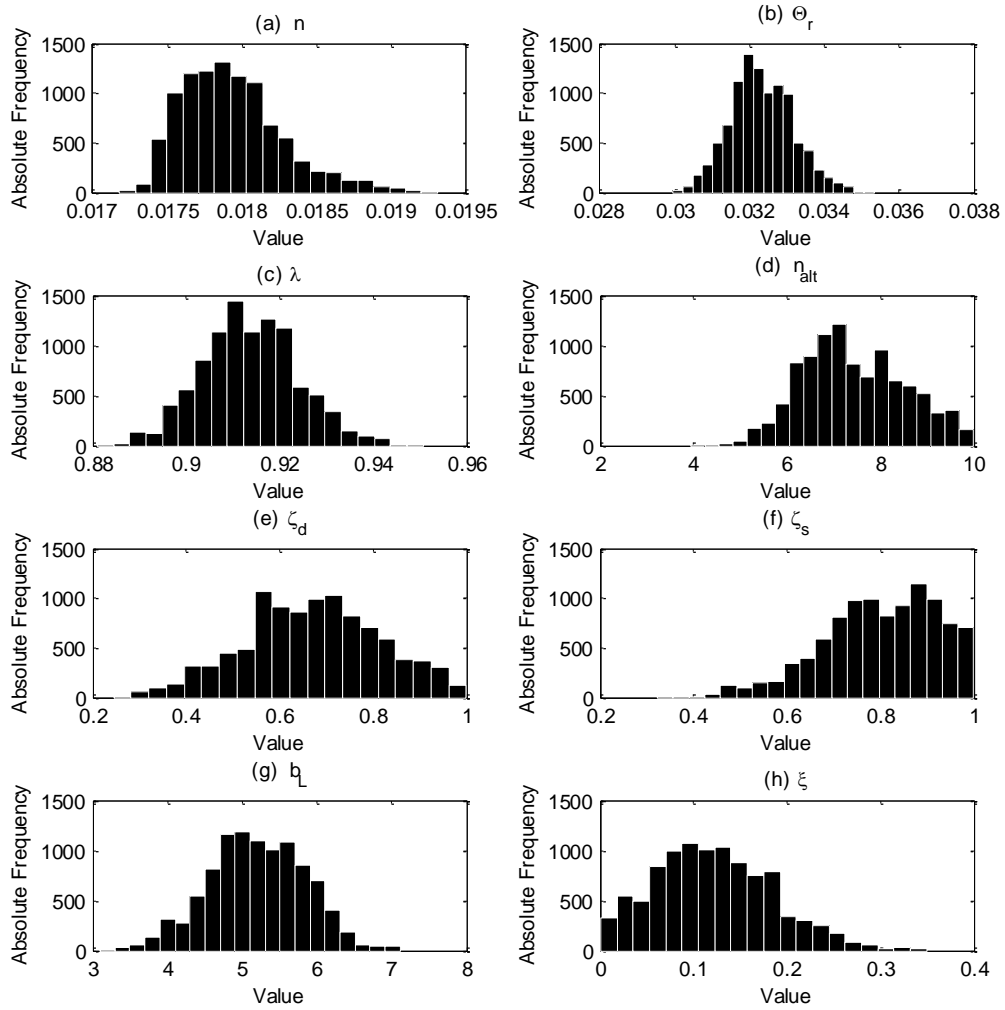 (a) n
Absolute Frequency
1500
1000
500
0
0.017 0.0175 0.018 0.0185 0.019 0.0195
Value
(b) Θr
Absolute Frequency
1500
1000
500
0
0.028 0.03 0.032 0.034 0.036 0.038
Value
(c) λ
Absolute Frequency
1500
1000
500
0
0.88 0.9 0.92 0.94 0.96
Value
(d) nalt
Absolute Frequency
1500
1000
500
0
2 4 6 8 10
Value
(e) ζd
Absolute Frequency
1500
1000
500
0
0.2 0.4 0.6 0.8 1
Value
(f) ζs
Absolute Frequency
1500
1000
500
0
0.2 0.4 0.6 0.8 1
Value
(g) bL
Absolute Frequency
1500
1000
500
0
3 4 5 6 7 8
Value
(h) ξ
Absolute Frequency
1500
1000
500
0
0 0.1 0.2 0.3 0.4
Value